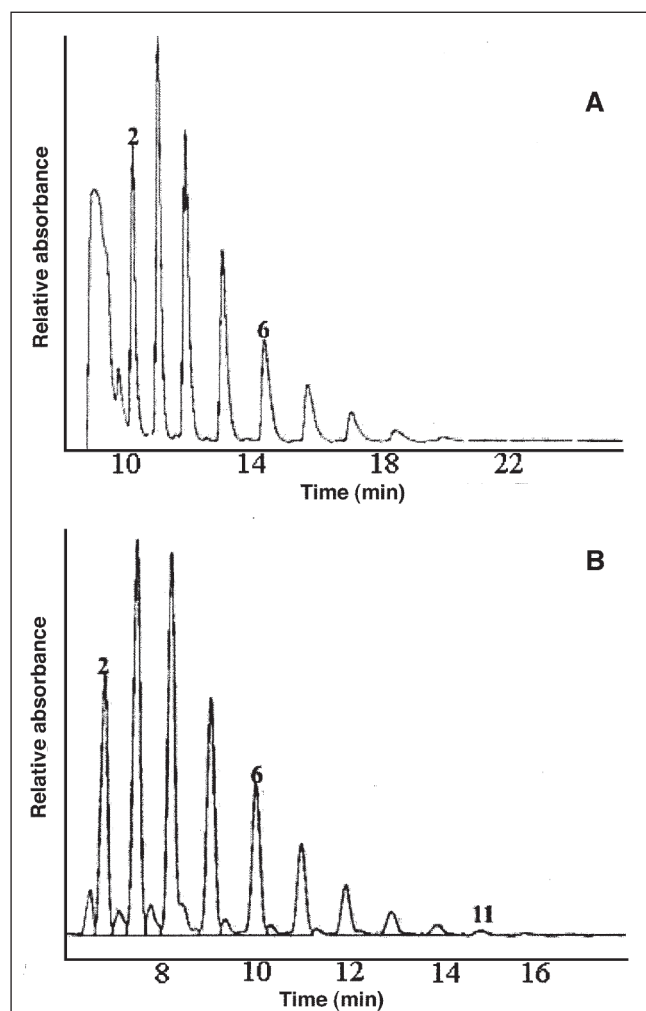 A
Relative absorbance
2
6
10 14 18 22
Time (min)
B
Relative absorbance
2
6
11
8 10 12 14 16
Time (min)